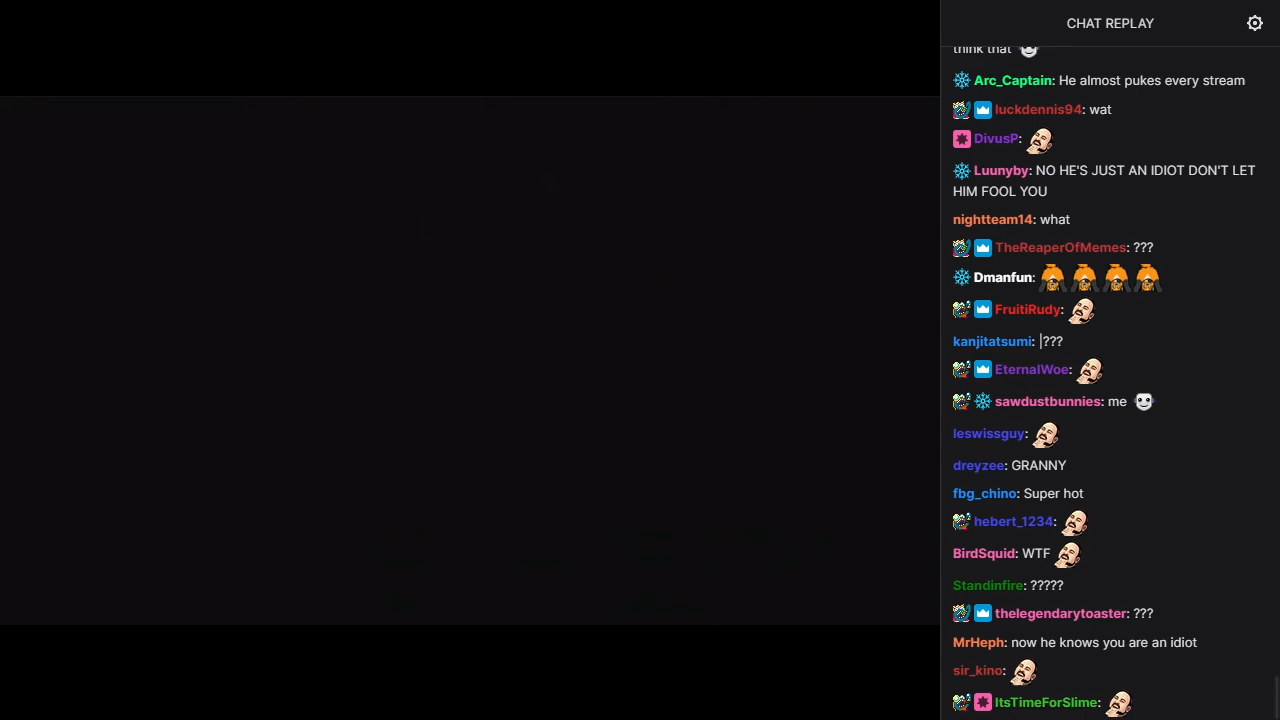 CHAT REPLAY
think that
Arc_Captain: He almost pukes every stream
luckdennis94: wat
DivusP:
Luunyby: NO HE'S JUST AN IDIOT DON'T LET
HIM FOOL YOU
nightteam14: what
TheReaperOfMemes: ???
Dmanfun:
FruitiRudy:
kanjitatsumi: |???
EternalWoe:
sawdustbunnies: me
leswissguy:
dreyzee: GRANNY
fbg_chino: Super hot
hebert_1234:
BirdSquid: WTF
Standinfire: ?????
thelegendarytoaster: ???
MrHeph: now he knows you are an idiot
sir_kino:
ItsTimeForSlime: